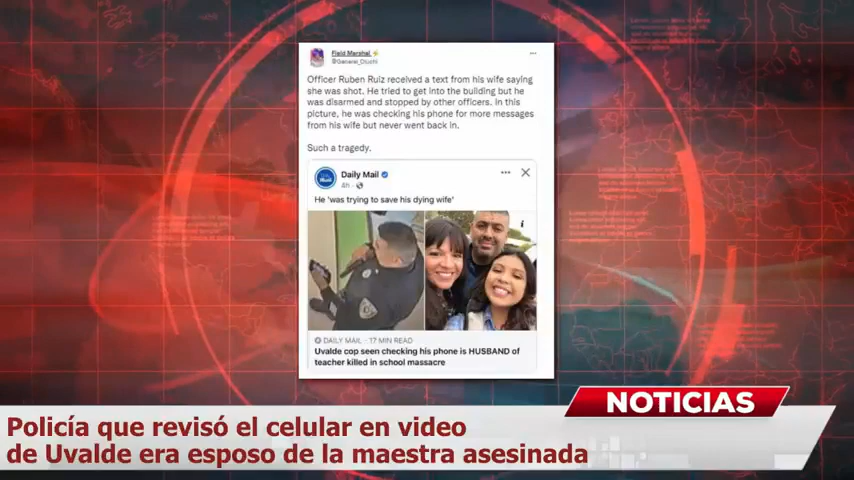 Field Marshal⚡
@General_Oluchi
Officer Ruben Ruiz received a text from his wife saying
she was shot. He tried to get into the building but he
was disarmed and stopped by other officers. In this
picture, he was checking his phone for more messages
from his wife but never went back in.
Such a tragedy.
Daily Mail
4h ·
He 'was trying to save his dying wife'
DAILY MAIL · 17 MIN READ
Uvalde cop seen checking his phone is HUSBAND of
teacher killed in school massacre
NOTICIAS
Policía que revisó el celular en video
de Uvalde era esposo de la maestra asesinada